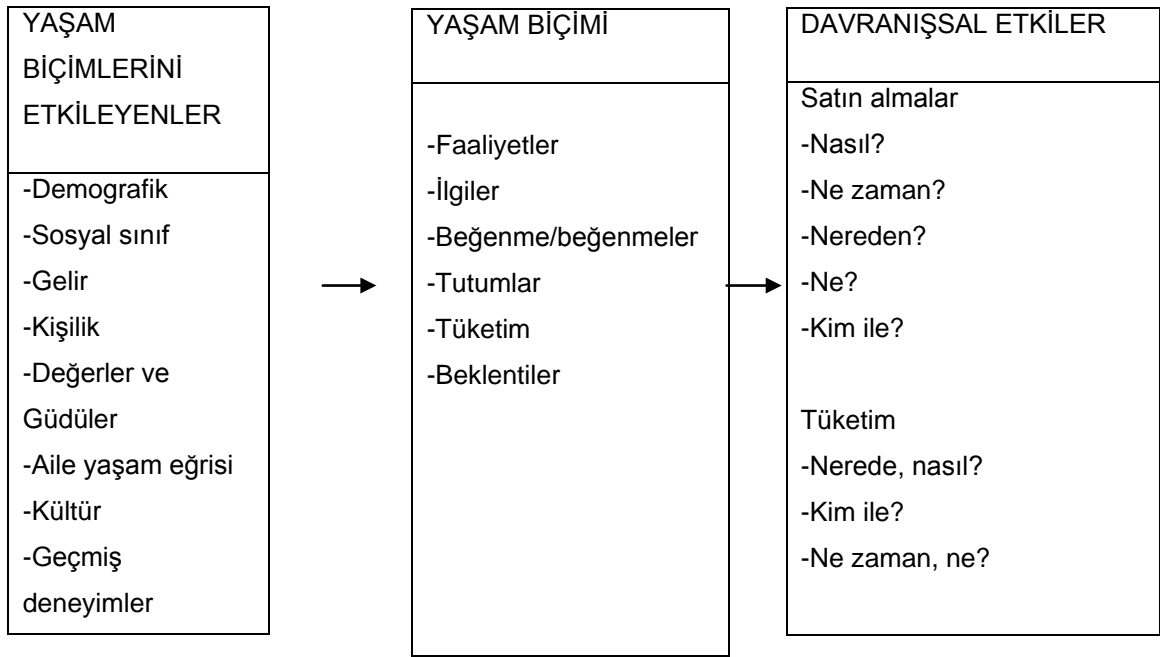 YAŞAM
BİÇİMLERİNİ
ETKİLEYENLER
-Demografik
-Sosyal sınıf
-Gelir
-Kişilik
-Değerler ve
Güdüler
-Aile yaşam eğrisi
-Kültür
-Geçmiş
deneyimler
YAŞAM BİÇİMİ
-Faaliyetler
-İlgiler
-Beğenme/beğenmeler
-Tutumlar
-Tüketim
-Beklentiler
DAVRANIŞSAL ETKİLER
Satın almalar
-Nasıl?
-Ne zaman?
-Nereden?
-Ne?
-Kim ile?
Tüketim
-Nerede, nasıl?
-Kim ile?
-Ne zaman, ne?